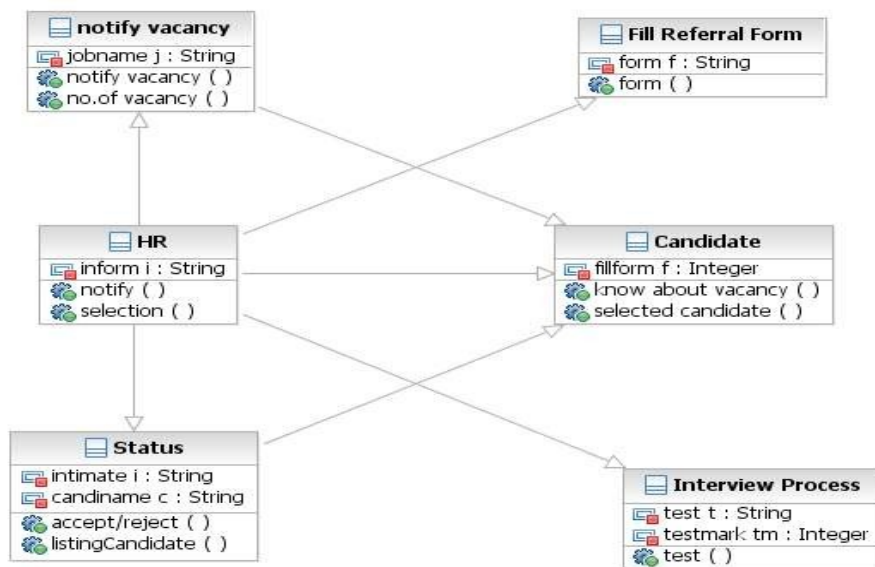 notify vacancy
jobname j : String
notify vacancy ( )
no.of vacancy ( )
Fill Referral Form
form f : String
form ( )
HR
inform i : String
notify ( )
selection ( )
Candidate
fillform f : Integer
know about vacancy ( )
selected candidate ( )
Status
intimate i : String
candiname c : String
accept/reject ( )
listingCandidate ( )
Interview Process
test t : String
testmark tm : Integer
test ( )